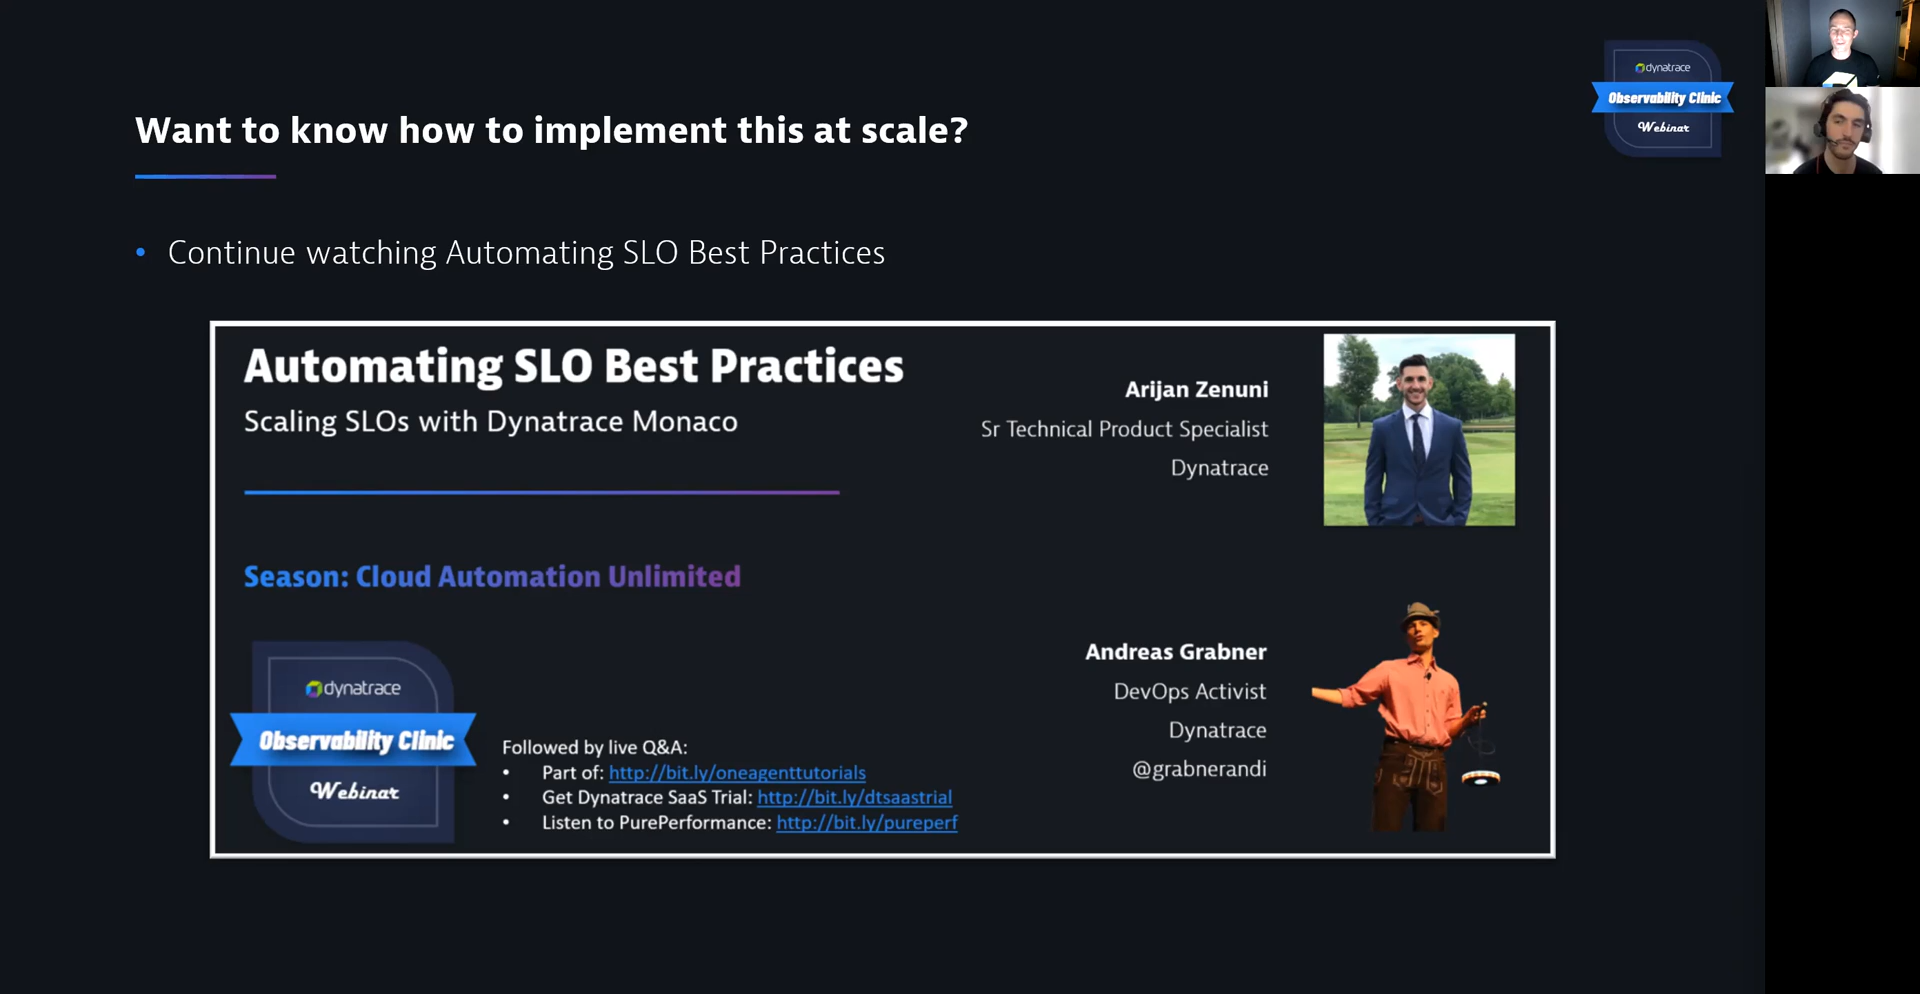 dynatrace
Observability Clinic
Webinar
Want to know how to implement this at scale?
• Continue watching Automating SLO Best Practices
Automating SLO Best Practices
Scaling SLOs with Dynatrace Monaco
Arijan Zenuni
Sr Technical Product Specialist
Dynatrace
Season: Cloud Automation Unlimited
Andreas Grabner
DevOps Activist
Dynatrace
@grabnerandi
dynatrace
Observability Clinic
Webinar
Followed by live Q&A:
• Part of: http://bit.ly/oneagenttutorials
• Get Dynatrace SaaS Trial: http://bit.ly/dtsaastrial
• Listen to PurePerformance: http://bit.ly/pureperf